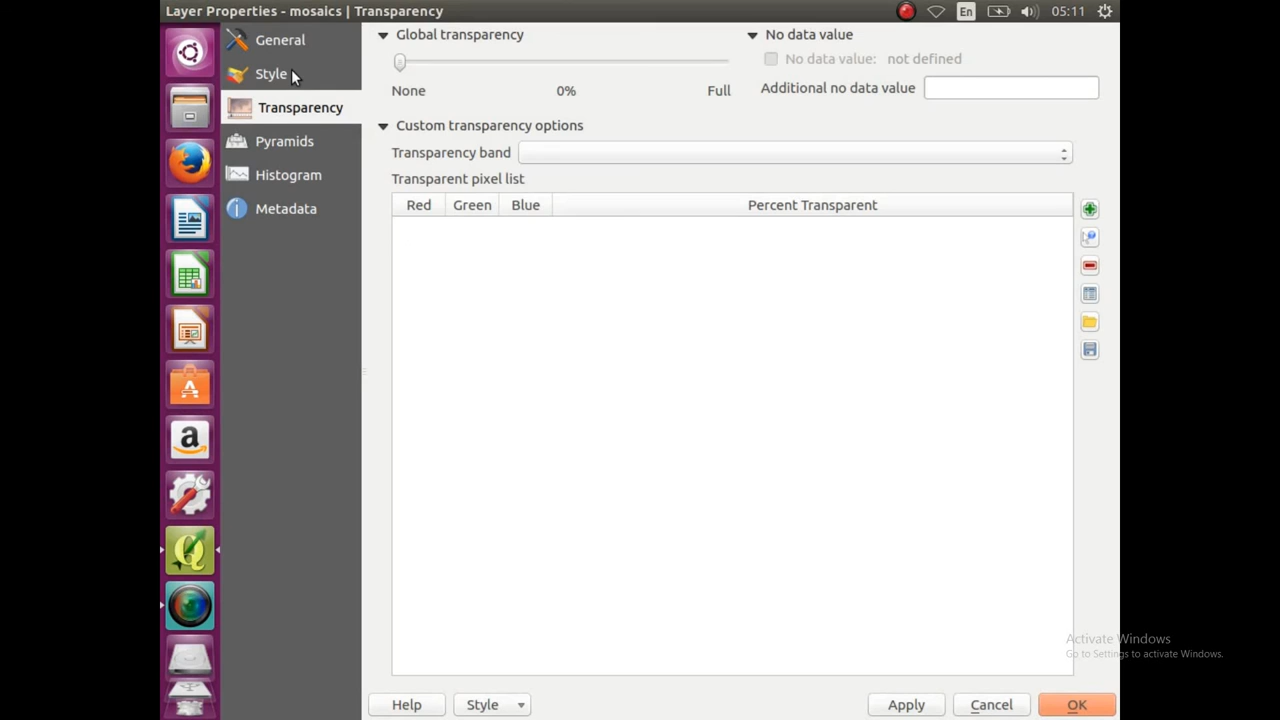 Layer Properties - mosaics | Transparency
En
05:11
General
Style
Transparency
Pyramids
Histogram
Metadata
Global transparency
None
0%
Full
No data value
No data value: not defined
Additional no data value
Custom transparency options
Transparency band
Transparent pixel list
Red Green Blue Percent Transparent
Activate Windows
Go to Settings to activate Windows.
Help
Style
Apply
Cancel
OK